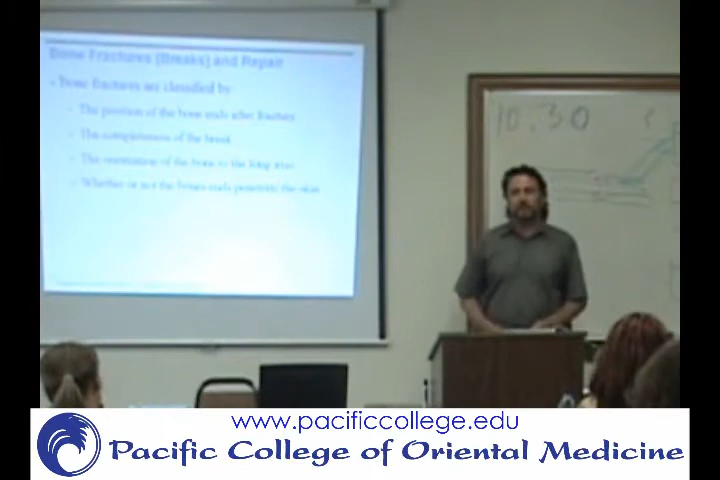 Bone Fractures (Breaks) and Repair
Bone fractures are classified by:
The position of the bone ends after fracture
The completeness of the break
The orientation of the bone to the long axis
Whether or not the bones ends penetrate the skin
10.30
www.pacificcollege.edu
Pacific College of Oriental Medicine